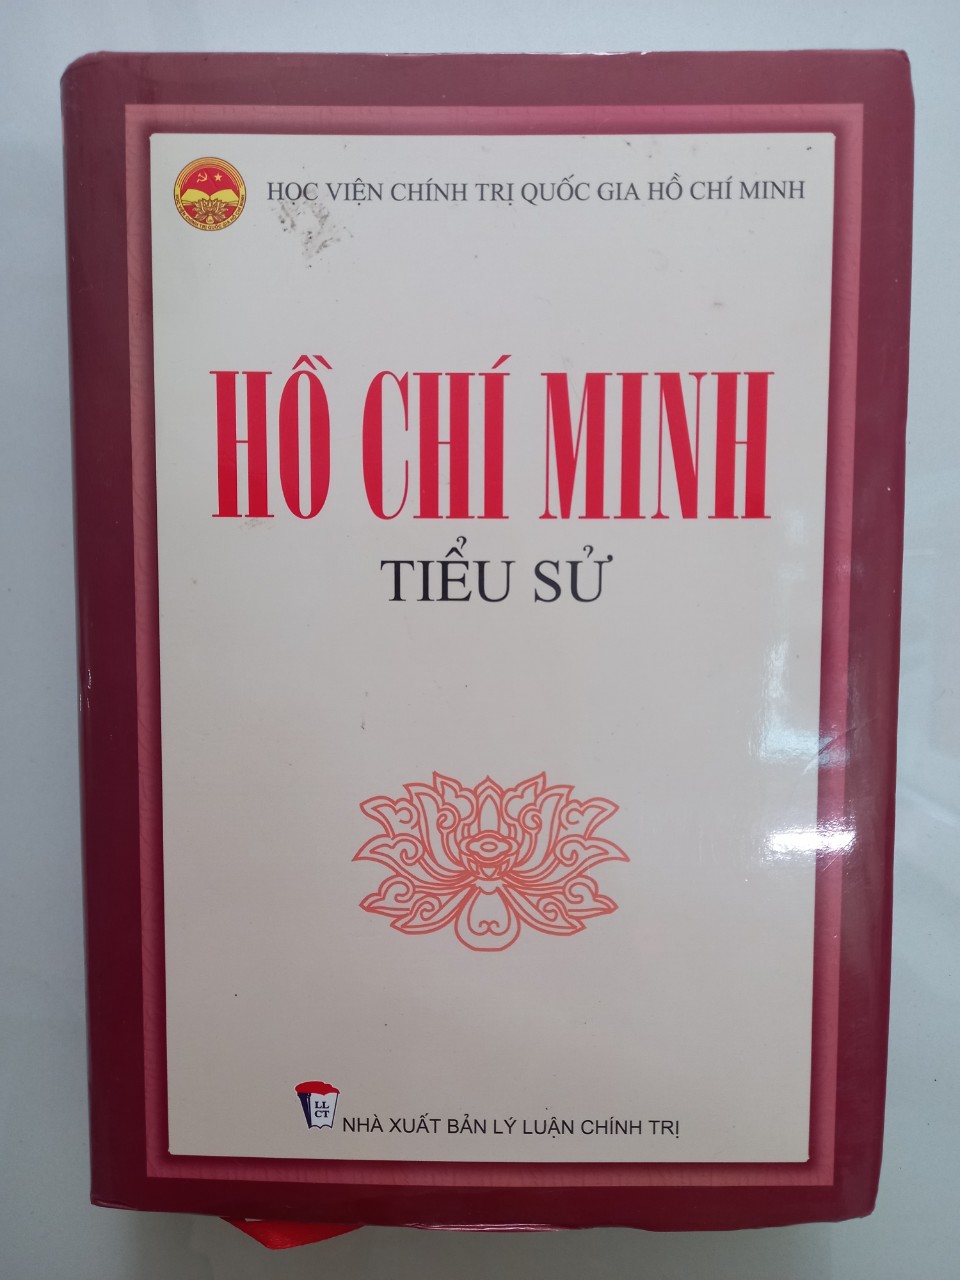 HỌC VIỆN CHÍNH TRỊ QUỐC GIA HỒ CHÍ MINH
HỒ CHÍ MINH
TIỂU SỬ
LL
CT
NHÀ XUẤT BẢN LÝ LUẬN CHÍNH TRỊ